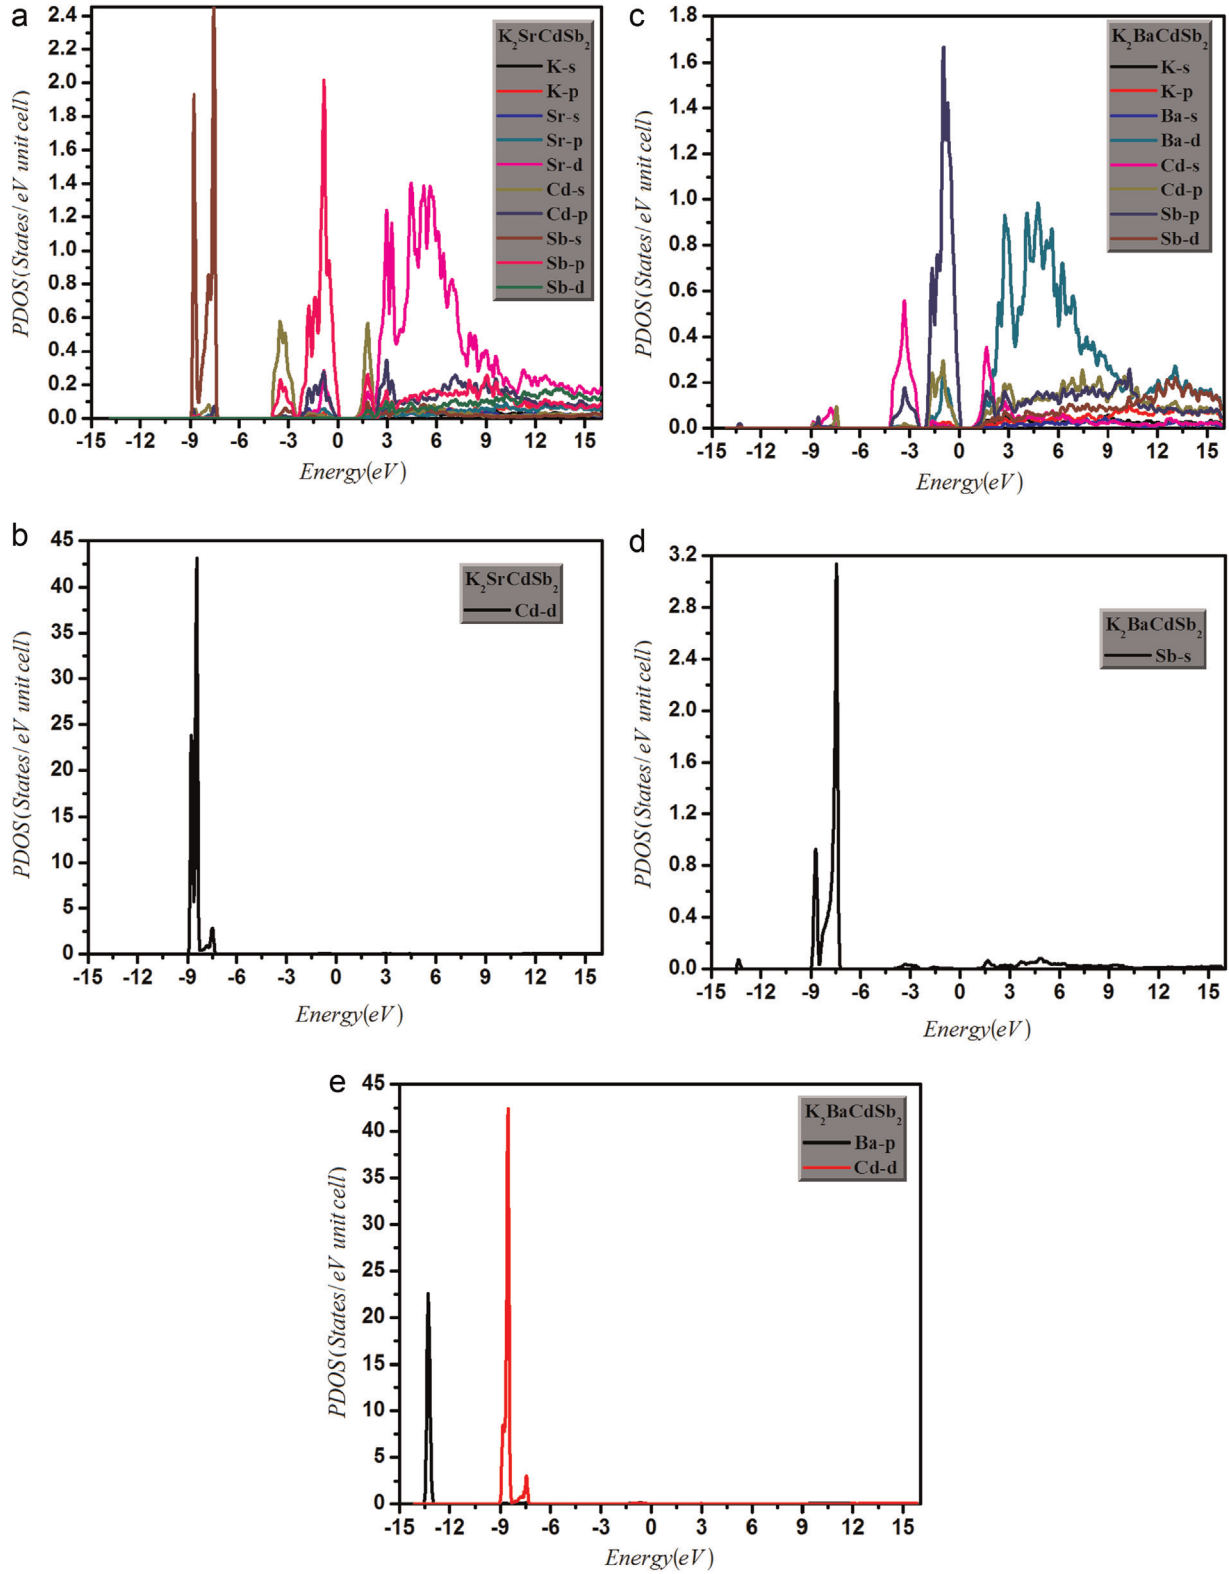 a
2.4
2.2
2.0
1.8
1.6
1.4
1.2
1.0
0.8
0.6
0.4
0.2
0.0
PDOS(States/eV unit cell)
K₂SrCdSb₂
K-s
K-p
Sr-s
Sr-p
Sr-d
Cd-s
Cd-p
Sb-s
Sb-p
Sb-d
-15 -12 -9 -6 -3 0 3 6 9 12 15
Energy(eV)
c
1.8
1.6
1.4
1.2
1.0
0.8
0.6
0.4
0.2
0.0
PDOS(States/eV unit cell)
K₂BaCdSb₂
K-s
K-p
Ba-s
Ba-d
Cd-s
Cd-p
Sb-p
Sb-d
-15 -12 -9 -6 -3 0 3 6 9 12 15
Energy(eV)
b
45
40
35
30
25
20
15
10
5
0
PDOS(States/eV unit cell)
K₂SrCdSb₂
Cd-d
-15 -12 -9 -6 -3 0 3 6 9 12 15
Energy(eV)
d
3.2
2.8
2.4
2.0
1.6
1.2
0.8
0.4
0.0
PDOS(States/eV unit cell)
K₂BaCdSb₂
Sb-s
-15 -12 -9 -6 -3 0 3 6 9 12 15
Energy(eV)
e
45
40
35
30
25
20
15
10
5
0
PDOS(States/eV unit cell)
K₂BaCdSb₂
Ba-p
Cd-d
-15 -12 -9 -6 -3 0 3 6 9 12 15
Energy(eV)